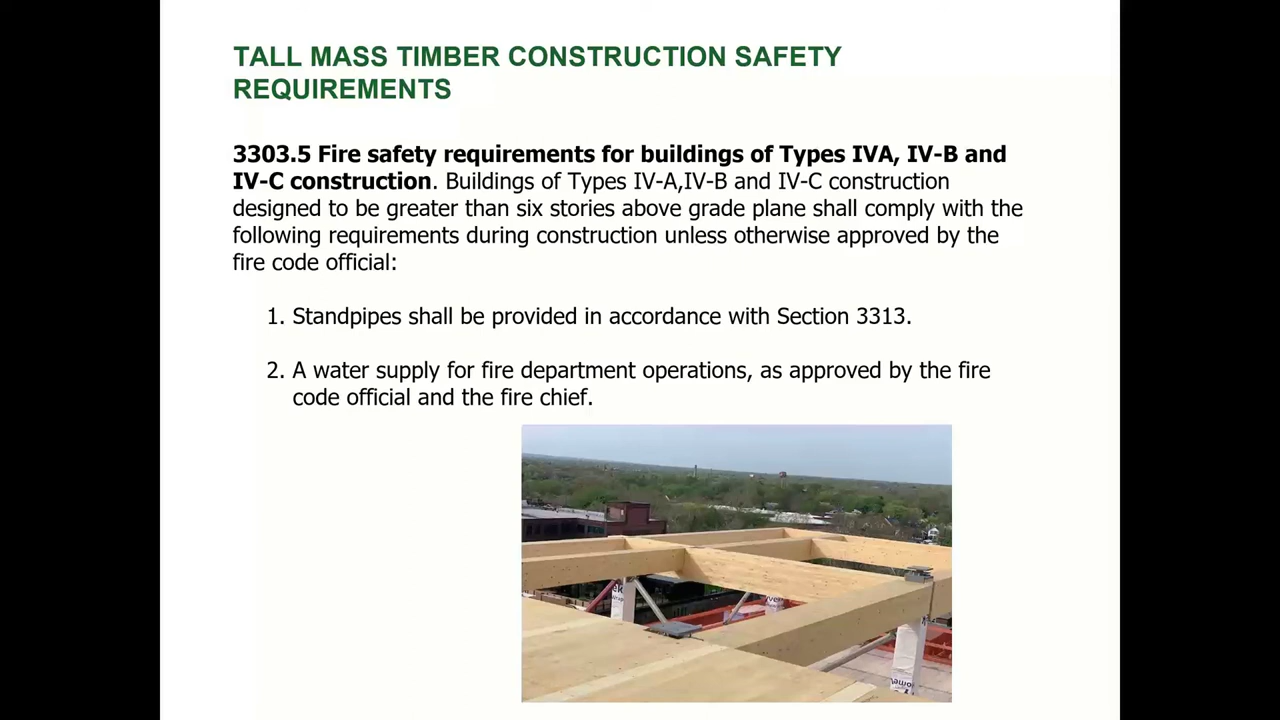 TALL MASS TIMBER CONSTRUCTION SAFETY
REQUIREMENTS
3303.5 Fire safety requirements for buildings of Types IVA, IV-B and
IV-C construction. Buildings of Types IV-A,IV-B and IV-C construction
designed to be greater than six stories above grade plane shall comply with the
following requirements during construction unless otherwise approved by the
fire code official:
1. Standpipes shall be provided in accordance with Section 3313.
2. A water supply for fire department operations, as approved by the fire
code official and the fire chief.